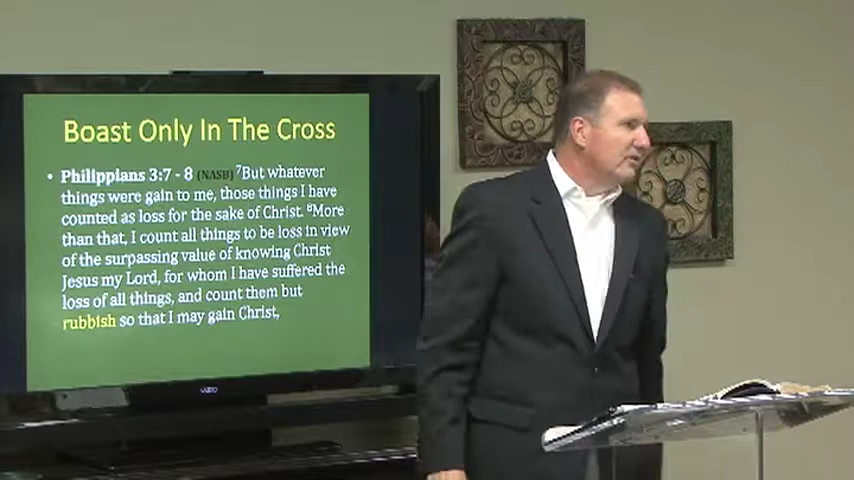 Boast Only In The Cross
• Philippians 3:7 - 8 (NASB) ⁷But whatever
things were gain to me, those things I have
counted as loss for the sake of Christ. ⁸More
than that, I count all things to be loss in view
of the surpassing value of knowing Christ
Jesus my Lord, for whom I have suffered the
loss of all things, and count them but
rubbish so that I may gain Christ,
VIZIO